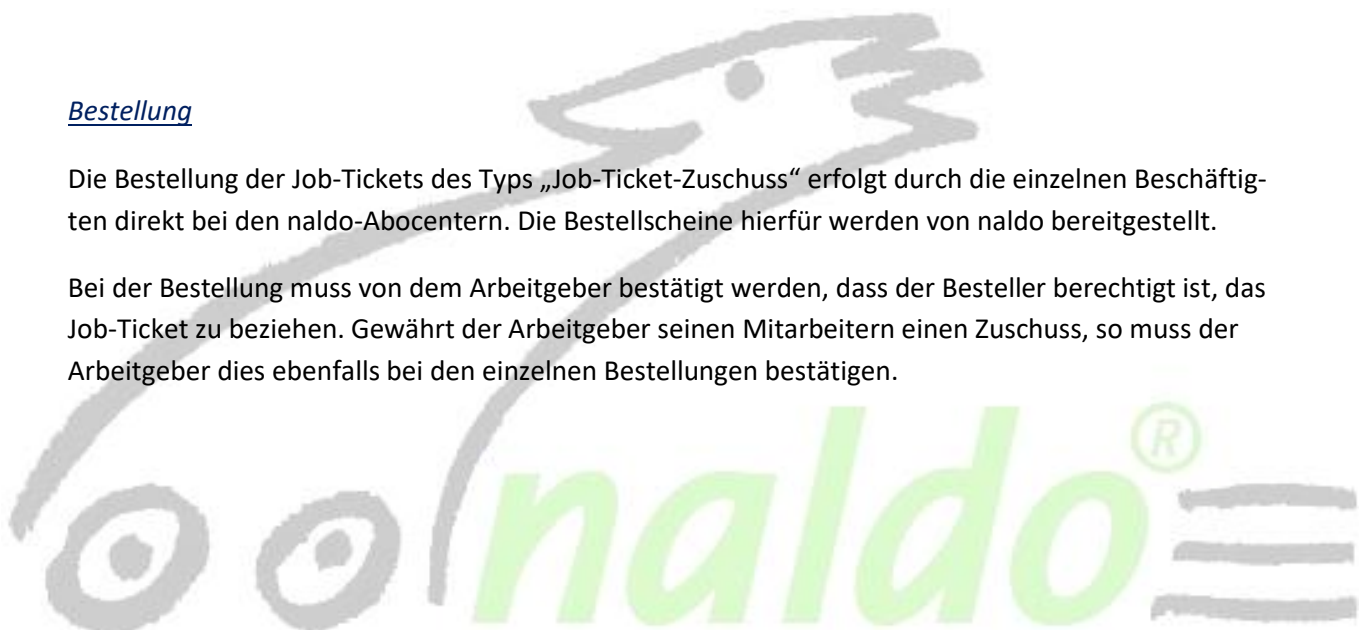 Bestellung
Die Bestellung der Job-Tickets des Typs „Job-Ticket-Zuschuss“ erfolgt durch die einzelnen Beschäftig-
ten direkt bei den naldo-Abocentern. Die Bestellscheine hierfür werden von naldo bereitgestellt.
Bei der Bestellung muss von dem Arbeitgeber bestätigt werden, dass der Besteller berechtigt ist, das
Job-Ticket zu beziehen. Gewährt der Arbeitgeber seinen Mitarbeitern einen Zuschuss, so muss der
Arbeitgeber dies ebenfalls bei den einzelnen Bestellungen bestätigen.
naldo®